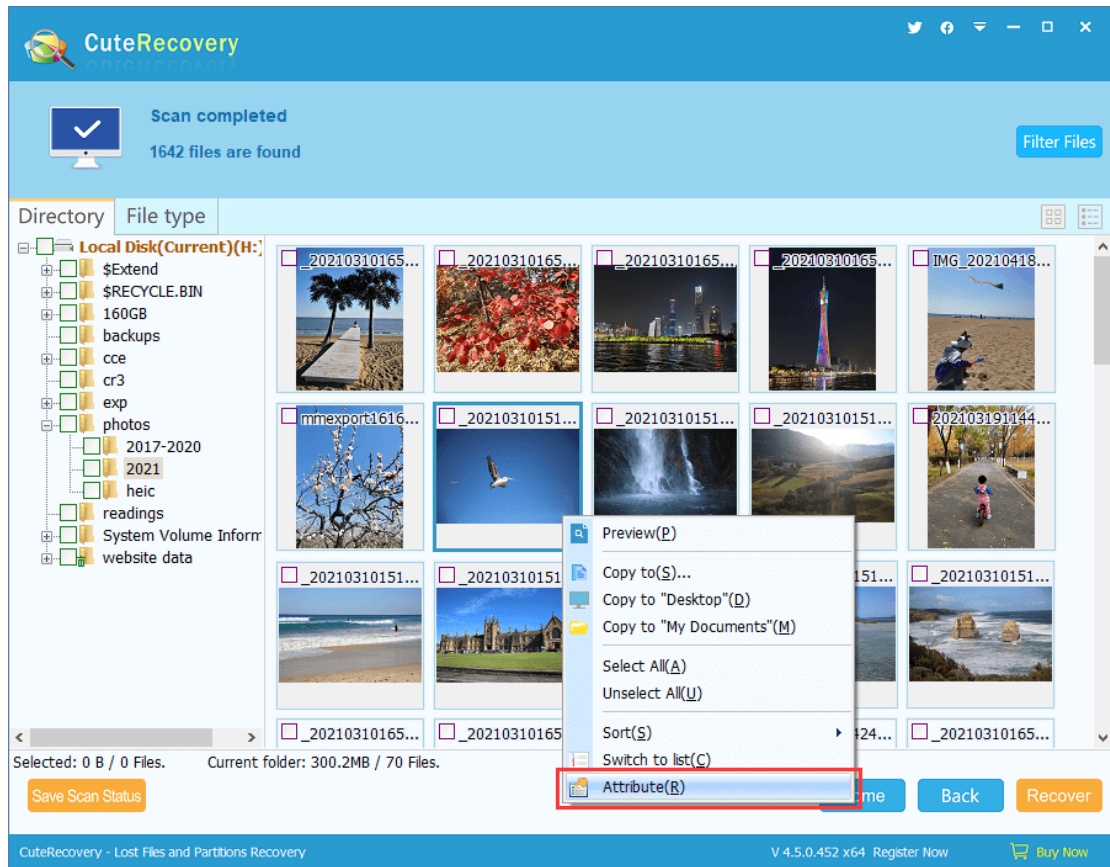 CuteRecovery
Scan completed
1642 files are found
Filter Files
Directory File type
Local Disk(Current)(H:)
$Extend
$RECYCLE.BIN
160GB
backups
cce
cr3
exp
photos
2017-2020
2021
heic
readings
System Volume Inform
website data
_20210310165... _20210310165... _20210310165... _20210310165... IMG_20210418...
mmexport1616... _20210310151... _20210310151... _20210310151... 202103191144...
_20210310151... _20210310151 151... _20210310151...
_20210310165... _20210310165 424... _20210310165...
Preview(P)
Copy to(S)...
Copy to "Desktop"(D)
Copy to "My Documents"(M)
Select All(A)
Unselect All(U)
Sort(S)
Switch to list(C)
Attribute(R)
Selected: 0 B / 0 Files. Current folder: 300.2MB / 70 Files.
Save Scan Status me Back Recover
CuteRecovery - Lost Files and Partitions Recovery V 4.5.0.452 x64 Register Now Buy Now